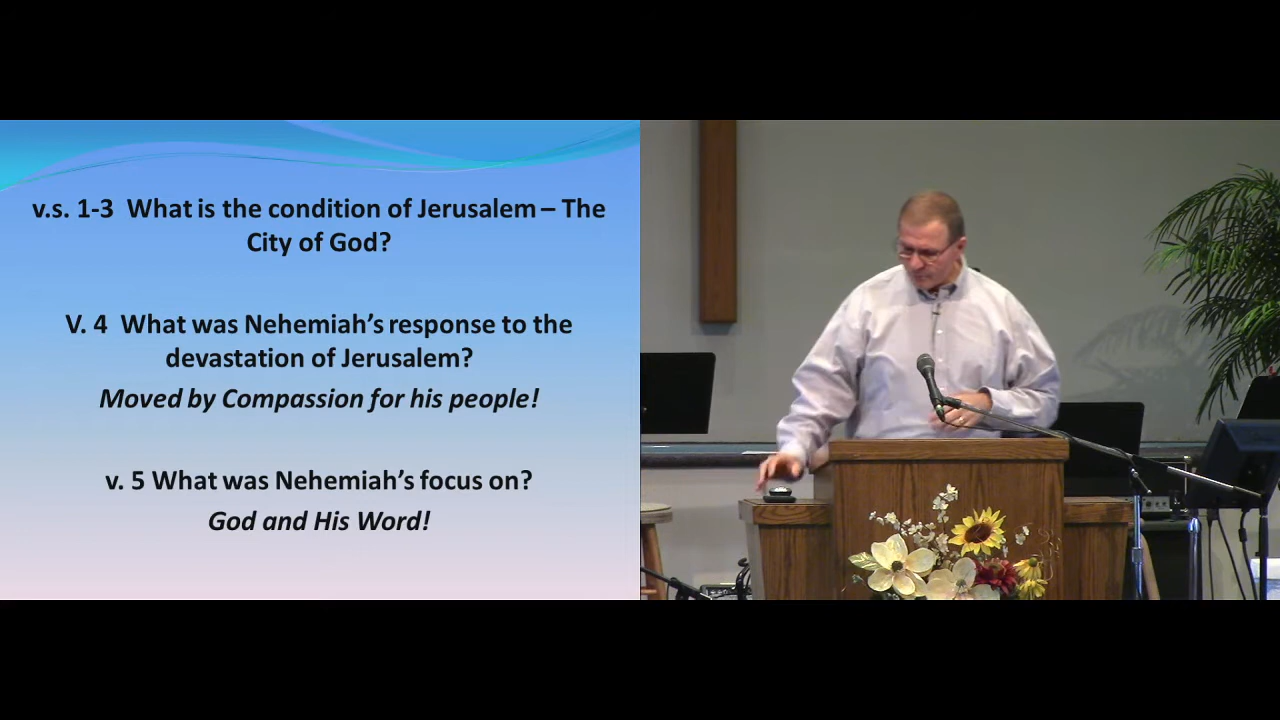 v.s. 1-3  What is the condition of Jerusalem – The
City of God?
V. 4  What was Nehemiah’s response to the
devastation of Jerusalem?
Moved by Compassion for his people!
v. 5 What was Nehemiah’s focus on?
God and His Word!